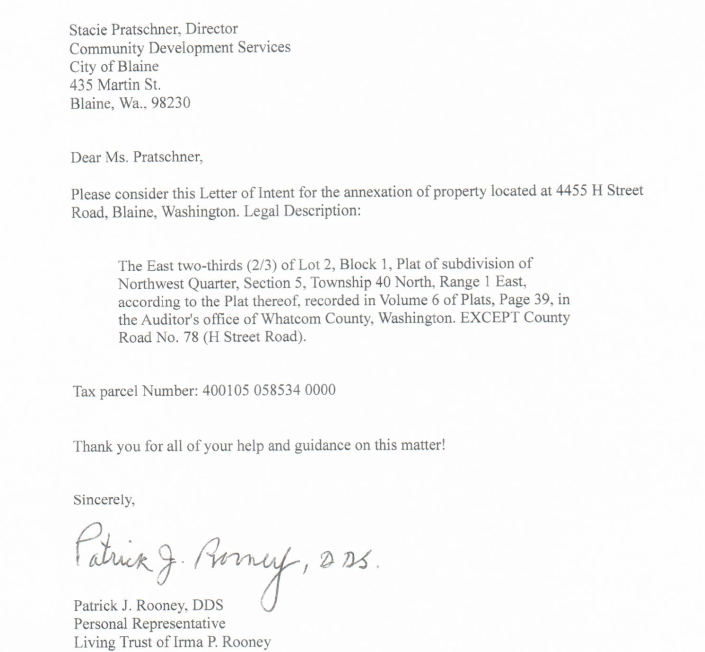 Stacie Pratschner, Director
Community Development Services
City of Blaine
435 Martin St.
Blaine, Wa., 98230
Dear Ms. Pratschner,
Please consider this Letter of Intent for the annexation of property located at 4455 H Street
Road, Blaine, Washington. Legal Description:
The East two-thirds (2/3) of Lot 2, Block 1, Plat of subdivision of
Northwest Quarter, Section 5, Township 40 North, Range 1 East,
according to the Plat thereof, recorded in Volume 6 of Plats, Page 39, in
the Auditor's office of Whatcom County, Washington. EXCEPT County
Road No. 78 (H Street Road).
Tax parcel Number: 400105 058534 0000
Thank you for all of your help and guidance on this matter!
Sincerely,
Patrick J. Rooney, DDS.
Patrick J. Rooney, DDS
Personal Representative
Living Trust of Irma P. Rooney